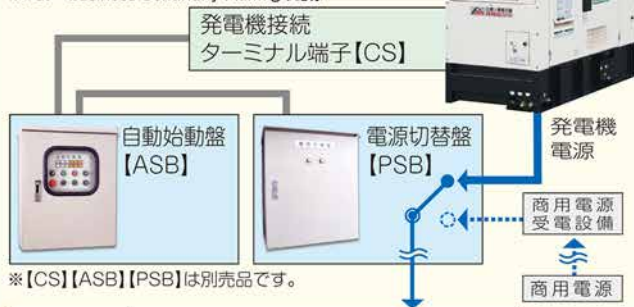 発電機接続
ターミナル端子【CS】
自動始動盤
【ASB】
電源切替盤
【PSB】
発電機
電源
商用電源
受電設備
商用電源
※【CS】【ASB】【PSB】は別売品です。